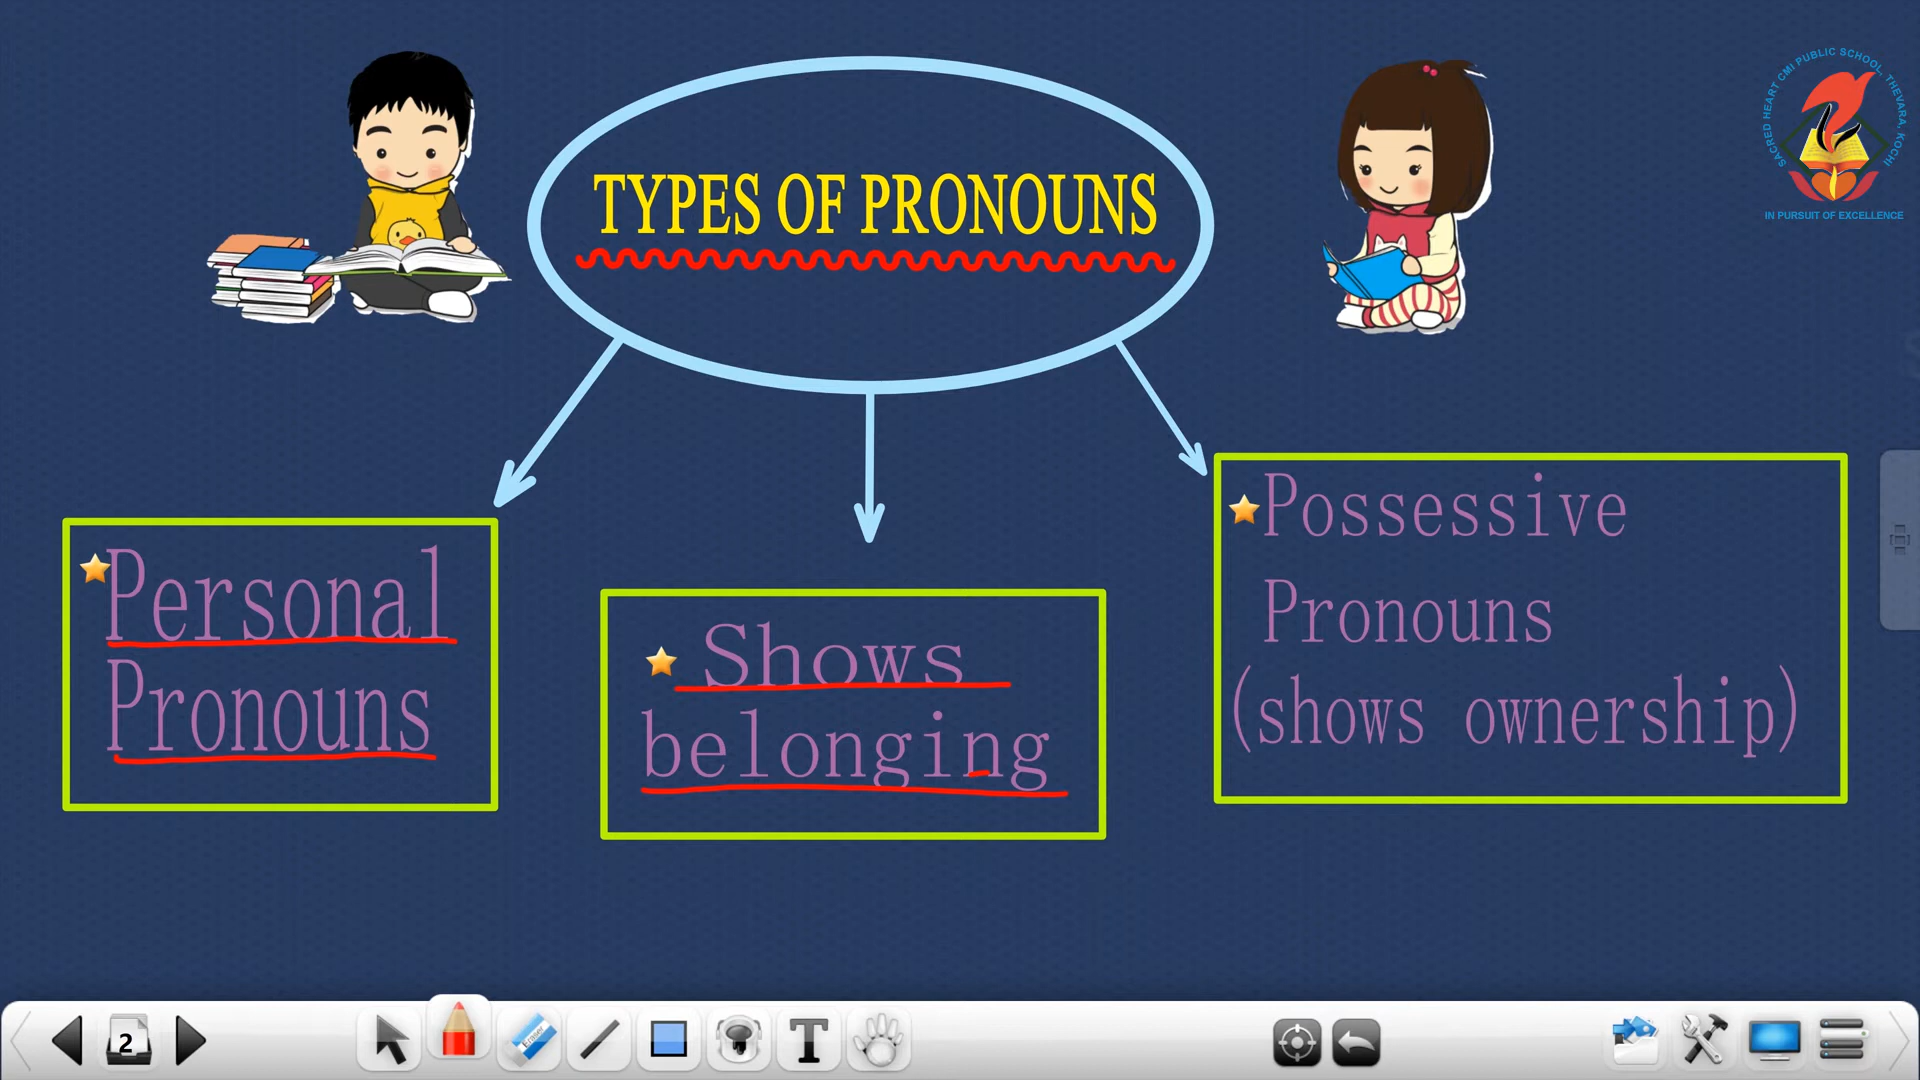 TYPES OF PRONOUNS
SACRED HEART CMI PUBLIC SCHOOL, THEVARA, KOCHI
IN PURSUIT OF EXCELLENCE
Personal
Pronouns
Shows
belonging
Possessive
Pronouns
(shows ownership)
2
Eraser
T